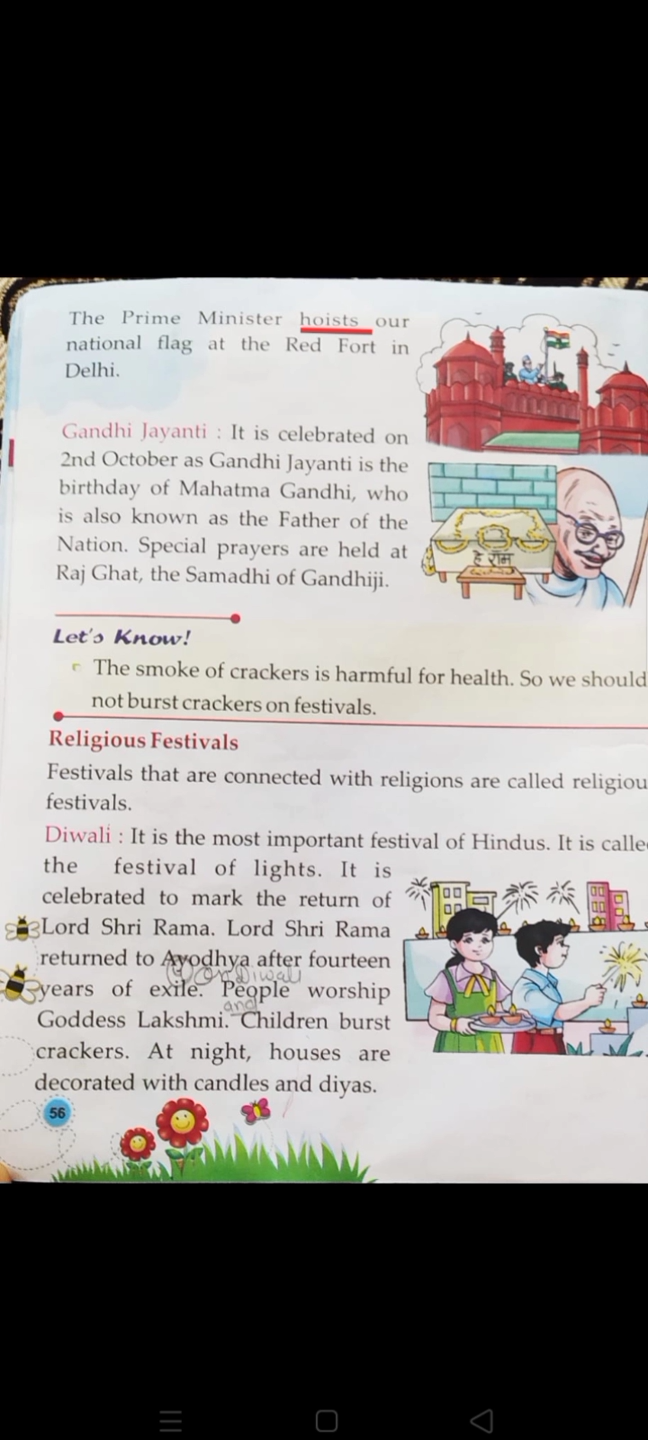 The Prime Minister hoists our
national flag at the Red Fort in
Delhi.
Gandhi Jayanti : It is celebrated on
2nd October as Gandhi Jayanti is the
birthday of Mahatma Gandhi, who
is also known as the Father of the
Nation. Special prayers are held at
Raj Ghat, the Samadhi of Gandhiji.
हे राम
Let's Know!
The smoke of crackers is harmful for health. So we should
not burst crackers on festivals.
Religious Festivals
Festivals that are connected with religions are called religiou
festivals.
Diwali : It is the most important festival of Hindus. It is calle
the festival of lights. It is
celebrated to mark the return of
Lord Shri Rama. Lord Shri Rama
returned to Ayodhya after fourteen
on Diwali
years of exile. People worship
and
Goddess Lakshmi. Children burst
crackers. At night, houses are
decorated with candles and diyas.
56